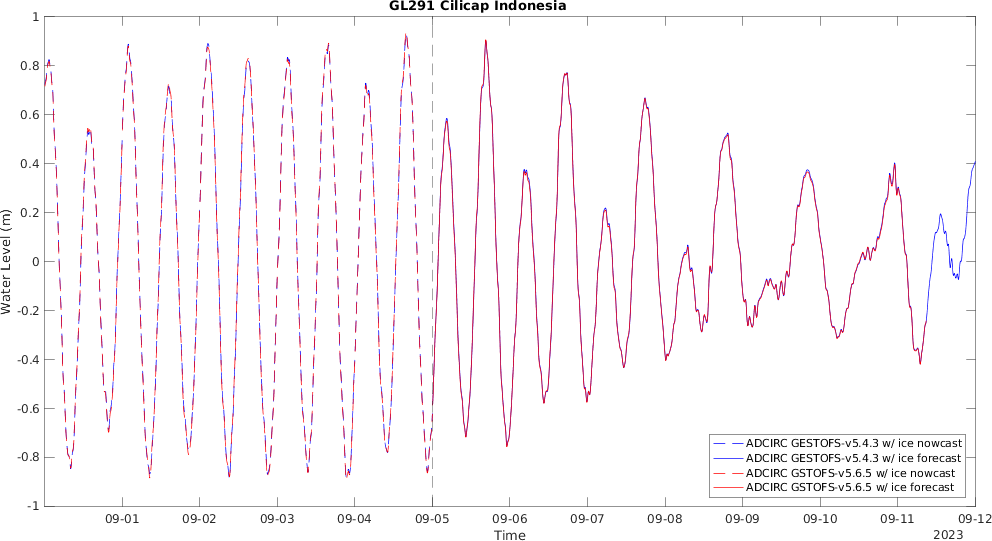 GL291 Cilicap Indonesia
1
0.8
0.6
0.4
0.2
0
-0.2
-0.4
-0.6
-0.8
-1
Water Level (m)
09-01 09-02 09-03 09-04 09-05 09-06 09-07 09-08 09-09 09-10 09-11 09-12
Time
2023
ADCIRC GESTOFS-v5.4.3 w/ ice nowcast
ADCIRC GESTOFS-v5.4.3 w/ ice forecast
ADCIRC GSTOFS-v5.6.5 w/ ice nowcast
ADCIRC GSTOFS-v5.6.5 w/ ice forecast